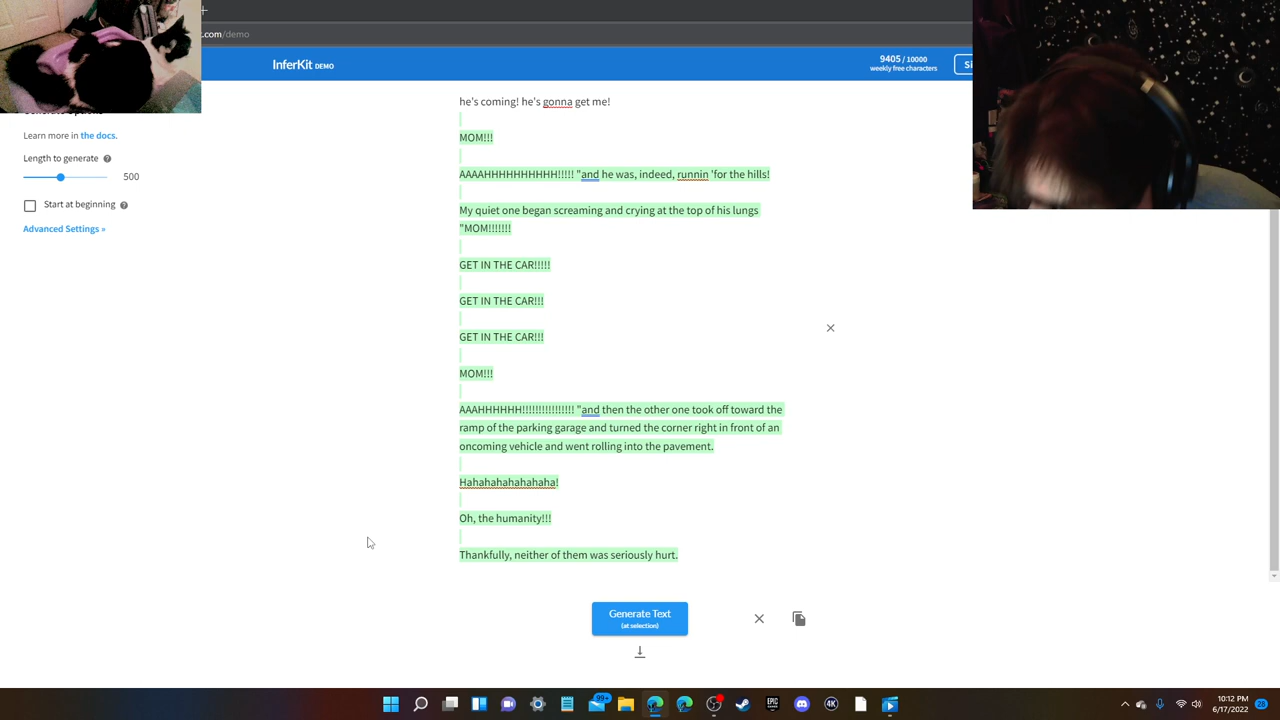 t.com/demo
InferKit DEMO
9405 / 10000
weekly free characters
Learn more in the docs.
Length to generate
500
Start at beginning
Advanced Settings »
he's coming! he's gonna get me!
MOM!!!
AAAAHHHHHHHHHH!!!!! "and he was, indeed, runnin 'for the hills!
My quiet one began screaming and crying at the top of his lungs
"MOM!!!!!!!
GET IN THE CAR!!!!!
GET IN THE CAR!!!
GET IN THE CAR!!!
MOM!!!
AAAHHHHHH!!!!!!!!!!!!!!!! "and then the other one took off toward the
ramp of the parking garage and turned the corner right in front of an
oncoming vehicle and went rolling into the pavement.
Hahahahahahahaha!
Oh, the humanity!!!
Thankfully, neither of them was seriously hurt.
Generate Text
(at selection)
99+
EPIC
4K
10:12 PM
6/17/2022
28